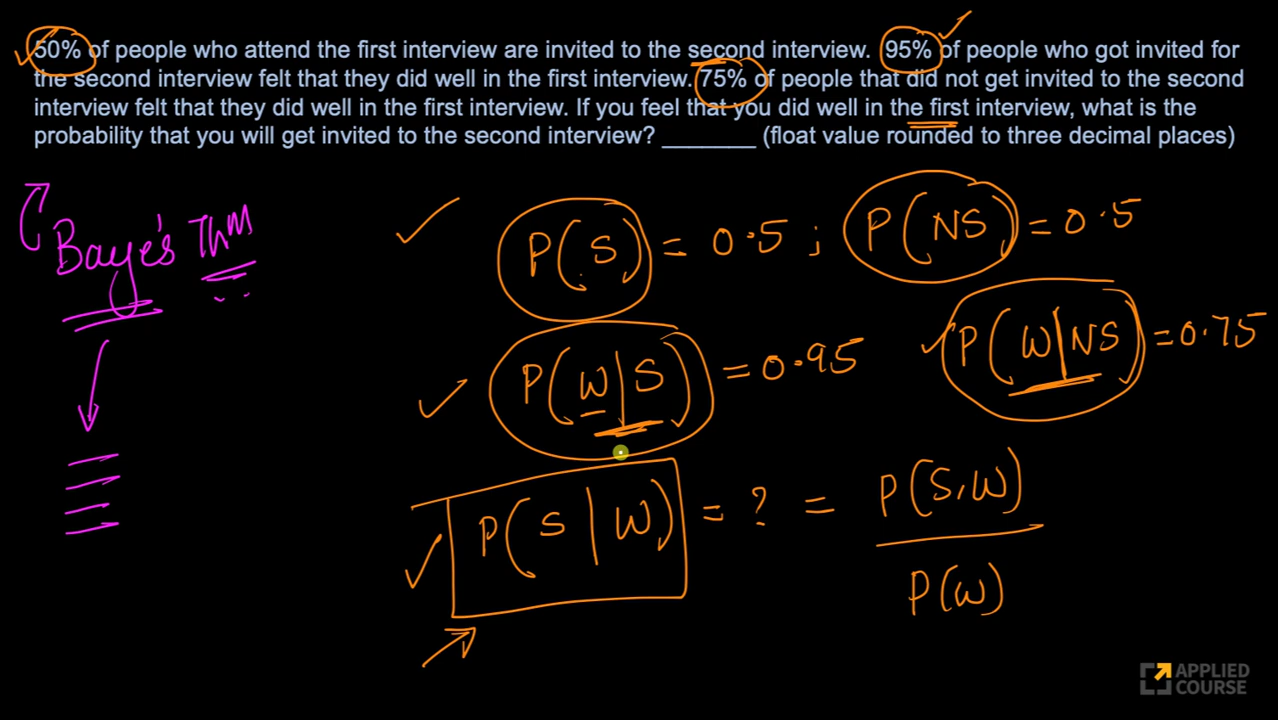 50% of people who attend the first interview are invited to the second interview. 95% of people who got invited for
the second interview felt that they did well in the first interview. 75% of people that did not get invited to the second
interview felt that they did well in the first interview. If you feel that you did well in the first interview, what is the
probability that you will get invited to the second interview? _______ (float value rounded to three decimal places)
Baye's Thm
P(S) = 0.5 ; P(NS) = 0.5
P(W|S) = 0.95
P(W|NS) = 0.75
P(S|W) = ? = P(S,W)
P(W)
APPLIED
COURSE